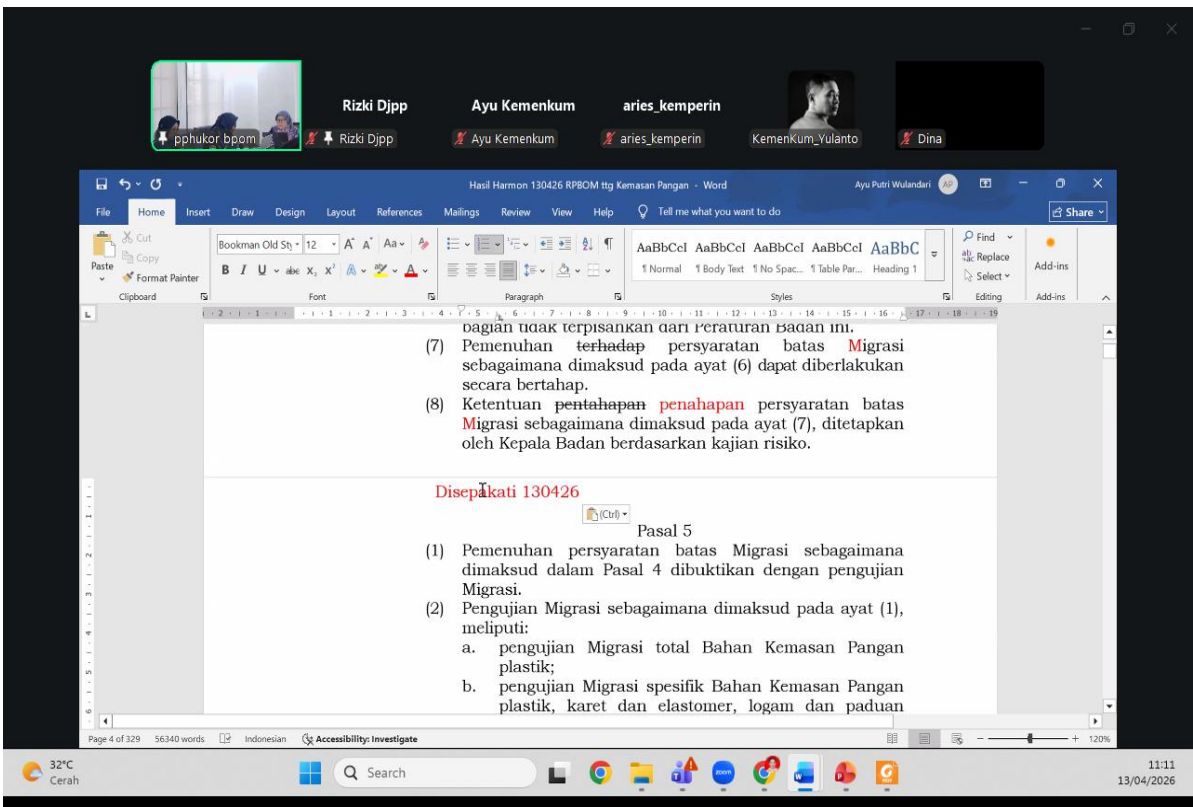 Rizki Djpp
Ayu Kemenkum
aries_kemperin
pphukor bpom
Rizki Djpp
Ayu Kemenkum
aries_kemperin
KemenKum_Yulanto
Dina
Hasil Harmon 130426 RPBOM ttg Kemasan Pangan - Word
Ayu Putri Wulandari
AP
File Home Insert Draw Design Layout References Mailings Review View Help Tell me what you want to do
Share
Paste
Cut
Copy
Format Painter
Clipboard
Bookman Old Sty 12
Font
Paragraph
AaBbCcI AaBbCcI AaBbCcI AaBbCcI AaBbC
¶ Normal ¶ Body Text ¶ No Spac... ¶ Table Par... Heading 1
Styles
Find
Replace
Select
Editing
Add-ins
Add-ins
bagian tidak terpisahkan dari Peraturan Badan ini.
(7) Pemenuhan terhadap persyaratan batas Migrasi
sebagaimana dimaksud pada ayat (6) dapat diberlakukan
secara bertahap.
(8) Ketentuan pentahapan penahapan persyaratan batas
Migrasi sebagaimana dimaksud pada ayat (7), ditetapkan
oleh Kepala Badan berdasarkan kajian risiko.
Disepakati 130426
(Ctrl)
Pasal 5
(1) Pemenuhan persyaratan batas Migrasi sebagaimana
dimaksud dalam Pasal 4 dibuktikan dengan pengujian
Migrasi.
(2) Pengujian Migrasi sebagaimana dimaksud pada ayat (1),
meliputi:
a. pengujian Migrasi total Bahan Kemasan Pangan
plastik;
b. pengujian Migrasi spesifik Bahan Kemasan Pangan
plastik, karet dan elastomer, logam dan paduan
Page 4 of 329 56340 words Indonesian Accessibility: Investigate
120%
32°C
Cerah
Search
zoom
11:11
13/04/2026